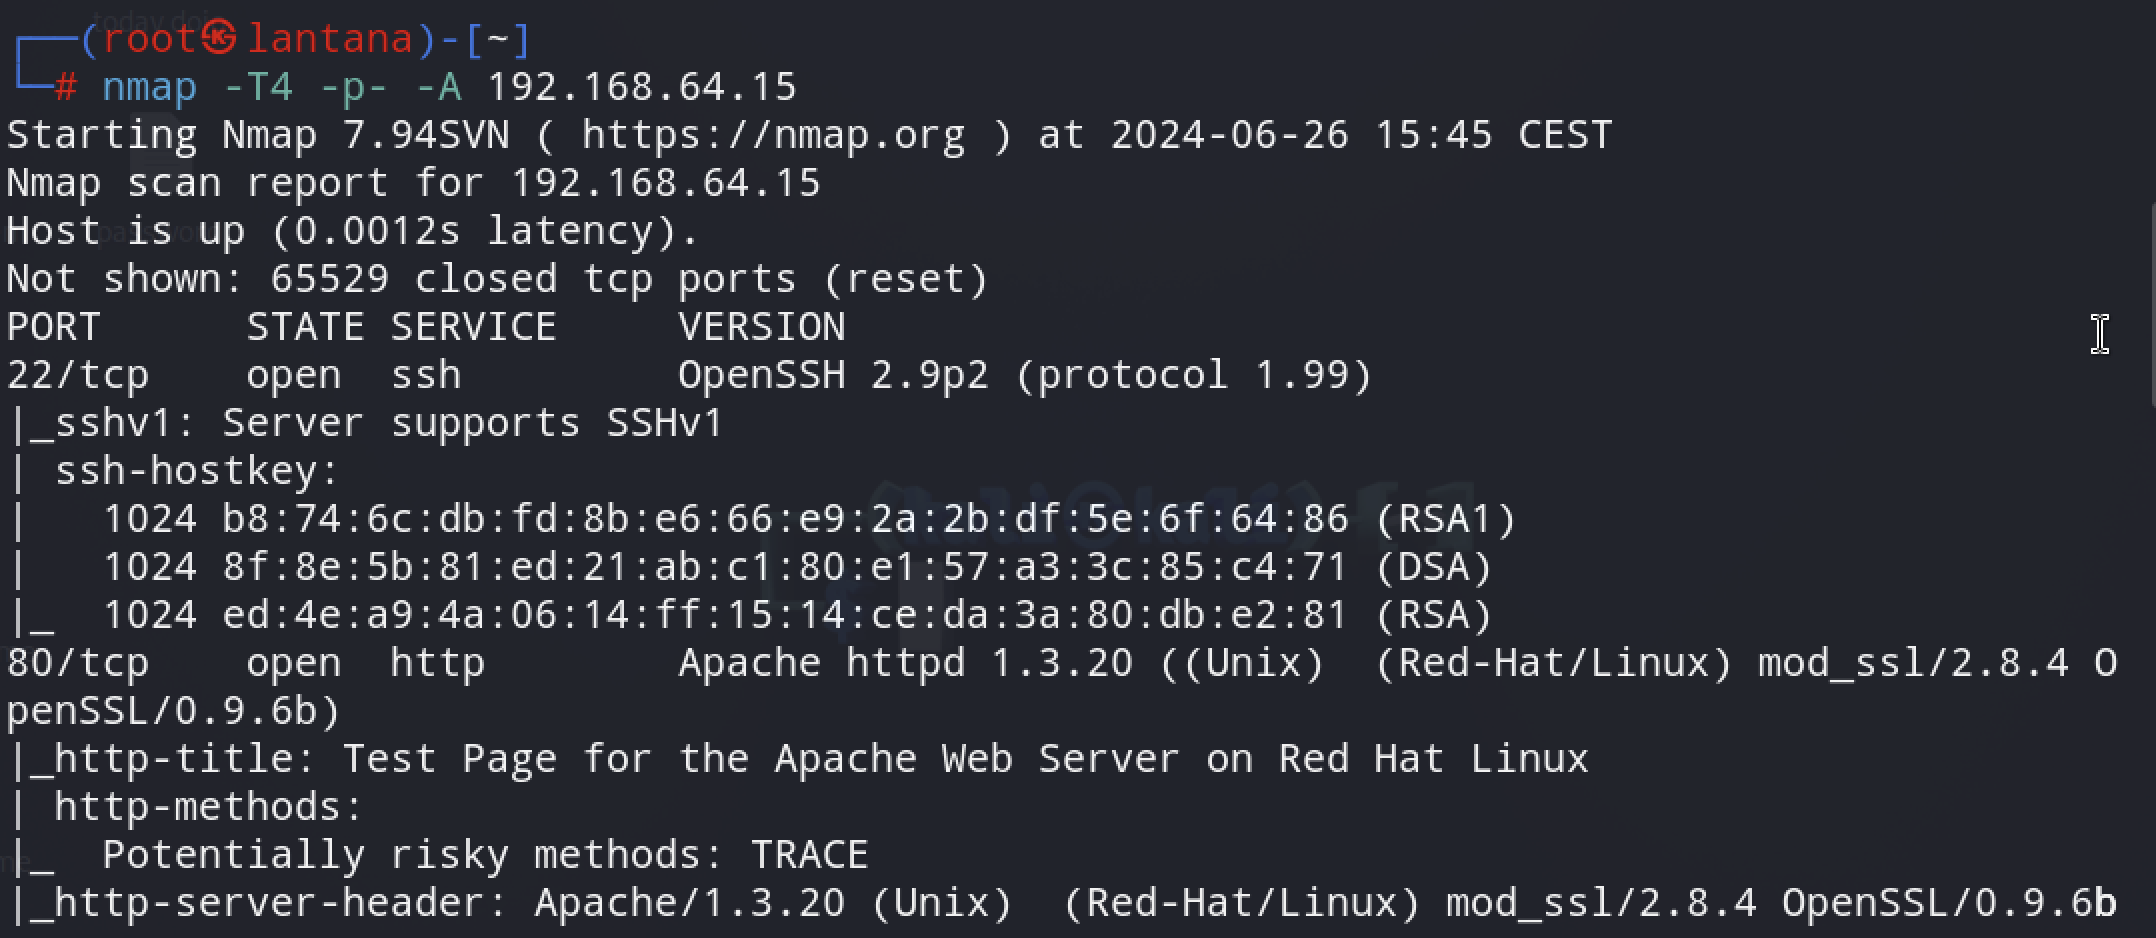 today doi
┌──(root㉿lantana)-[~]
└─# nmap -T4 -p- -A 192.168.64.15
Starting Nmap 7.94SVN ( https://nmap.org ) at 2024-06-26 15:45 CEST
Nmap scan report for 192.168.64.15
Host is up (0.0012s latency).
Not shown: 65529 closed tcp ports (reset)
PORT      STATE SERVICE     VERSION
22/tcp    open  ssh         OpenSSH 2.9p2 (protocol 1.99)
|_sshv1: Server supports SSHv1
| ssh-hostkey:
|   1024 b8:74:6c:db:fd:8b:e6:66:e9:2a:2b:df:5e:6f:64:86 (RSA1)
|   1024 8f:8e:5b:81:ed:21:ab:c1:80:e1:57:a3:3c:85:c4:71 (DSA)
|_  1024 ed:4e:a9:4a:06:14:ff:15:14:ce:da:3a:80:db:e2:81 (RSA)
80/tcp    open  http        Apache httpd 1.3.20 ((Unix)  (Red-Hat/Linux) mod_ssl/2.8.4 O
penSSL/0.9.6b)
|_http-title: Test Page for the Apache Web Server on Red Hat Linux
| http-methods:
|_  Potentially risky methods: TRACE
|_http-server-header: Apache/1.3.20 (Unix)  (Red-Hat/Linux) mod_ssl/2.8.4 OpenSSL/0.9.6b